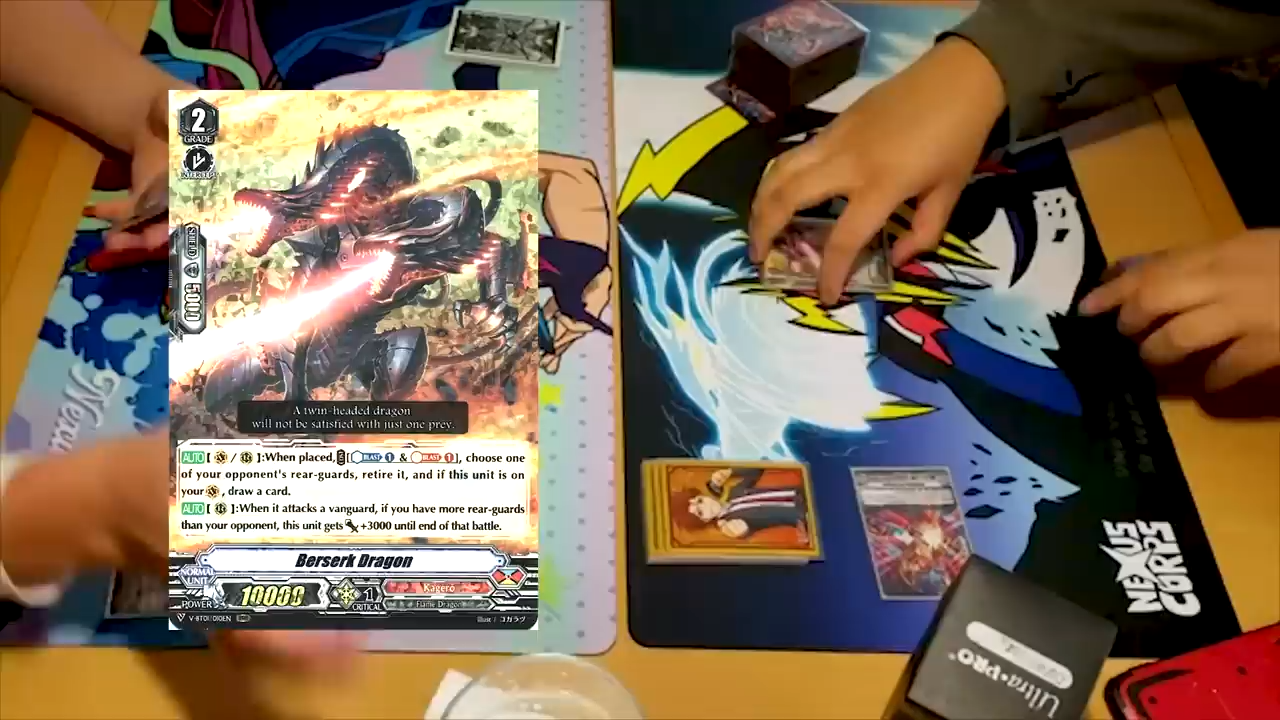 2
GRADE
INTERCEPT
SHIELD
5000
A twin-headed dragon
will not be satisfied with just one prey.
AUTO [ / ]:When placed, [BLAST 1 & BLAST 1], choose one
of your opponent's rear-guards, retire it, and if this unit is on
your , draw a card.
AUTO [ ]:When it attacks a vanguard, if you have more rear-guards
than your opponent, this unit gets +3000 until end of that battle.
Berserk Dragon
NORMAL
UNIT
POWER 10000
1
CRITICAL
Kagerō
Flame Dragon
V-BT01/010EN
NEXUS
CORPS
Ultra•PRO